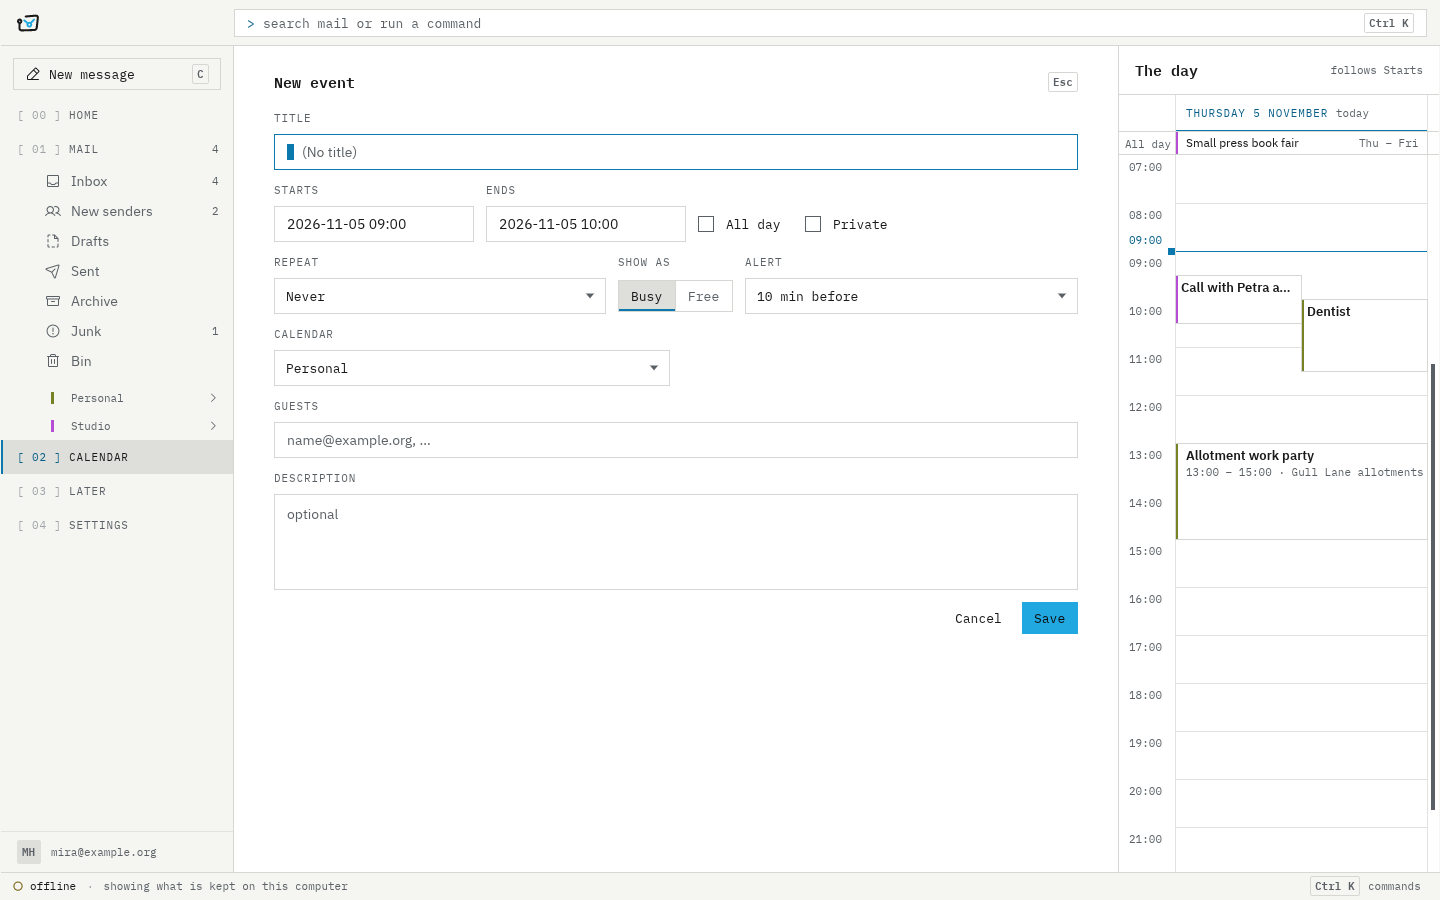 > search mail or run a command Ctrl K
New message C
[ 00 ] HOME
[ 01 ] MAIL 4
Inbox 4
New senders 2
Drafts
Sent
Archive
Junk 1
Bin
Personal
Studio
[ 02 ] CALENDAR
[ 03 ] LATER
[ 04 ] SETTINGS
MH mira@example.org
New event Esc
TITLE
(No title)
STARTS ENDS
2026-11-05 09:00 2026-11-05 10:00 All day Private
REPEAT SHOW AS ALERT
Never Busy Free 10 min before
CALENDAR
Personal
GUESTS
name@example.org, ...
DESCRIPTION
optional
Cancel Save
The day follows Starts
THURSDAY 5 NOVEMBER today
All day Small press book fair Thu – Fri
07:00
08:00
09:00
09:00
Call with Petra a...
10:00 Dentist
11:00
12:00
13:00 Allotment work party
13:00 – 15:00 · Gull Lane allotments
14:00
15:00
16:00
17:00
18:00
19:00
20:00
21:00
offline · showing what is kept on this computer Ctrl K commands